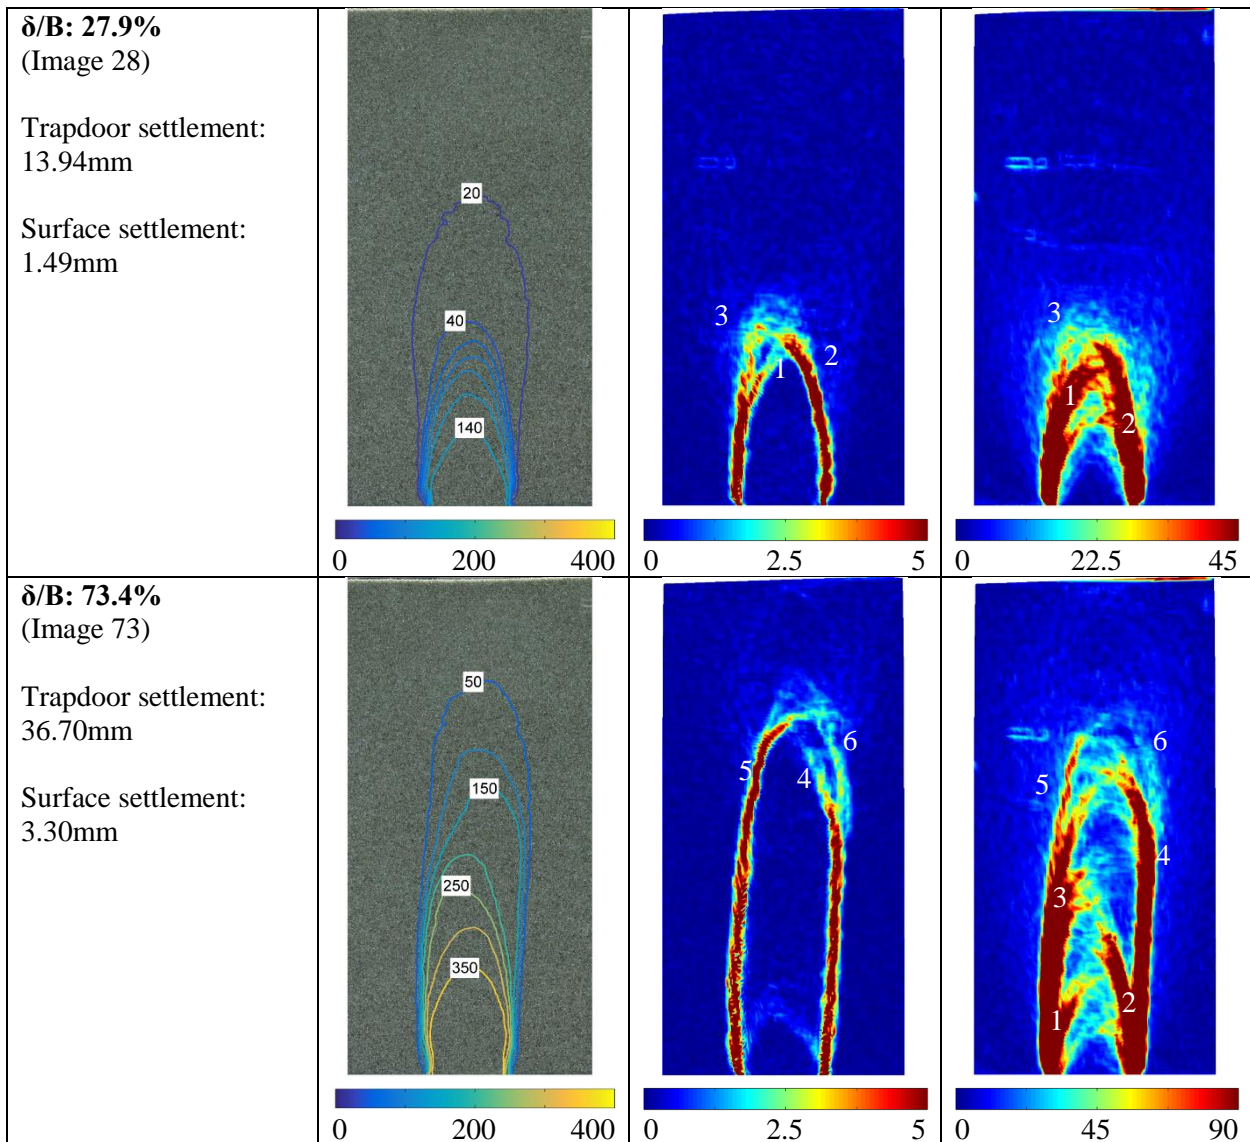 δ/B: 27.9%
(Image 28)
Trapdoor settlement:
13.94mm
Surface settlement:
1.49mm
20
40
140
0 200 400
3
2
1
0 2.5 5
3
1
2
0 22.5 45
δ/B: 73.4%
(Image 73)
Trapdoor settlement:
36.70mm
Surface settlement:
3.30mm
50
150
250
350
0 200 400
6
5 4
0 2.5 5
6
5
4
3
2
1
0 45 90